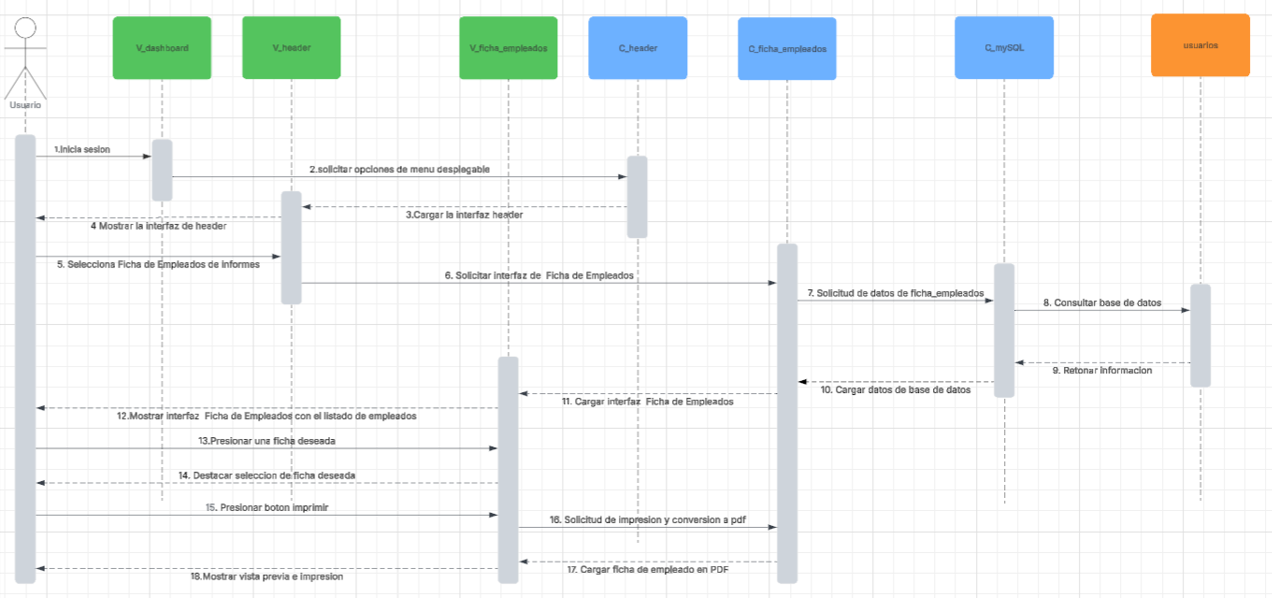 V_dashboard
V_header
V_ficha_empleados
C_header
C_ficha_empleados
C_mySQL
usuarios
Usuario
1.Inicia sesion
2.solicitar opciones de menu desplegable
3.Cargar la interfaz header
4 Mostrar la interfaz de header
5. Selecciona Ficha de Empleados de informes
6. Solicitar interfaz de Ficha de Empleados
7. Solicitud de datos de ficha_empleados
8. Consultar base de datos
9. Retonar informacion
10. Cargar datos de base de datos
11. Cargar interfaz Ficha de Empleados
12.Mostrar interfaz Ficha de Empleados con el listado de empleados
13.Presionar una ficha deseada
14. Destacar seleccion de ficha deseada
15. Presionar boton imprimir
16. Solicitud de impresion y conversion a pdf
17. Cargar ficha de empleado en PDF
18.Mostrar vista previa e impresion